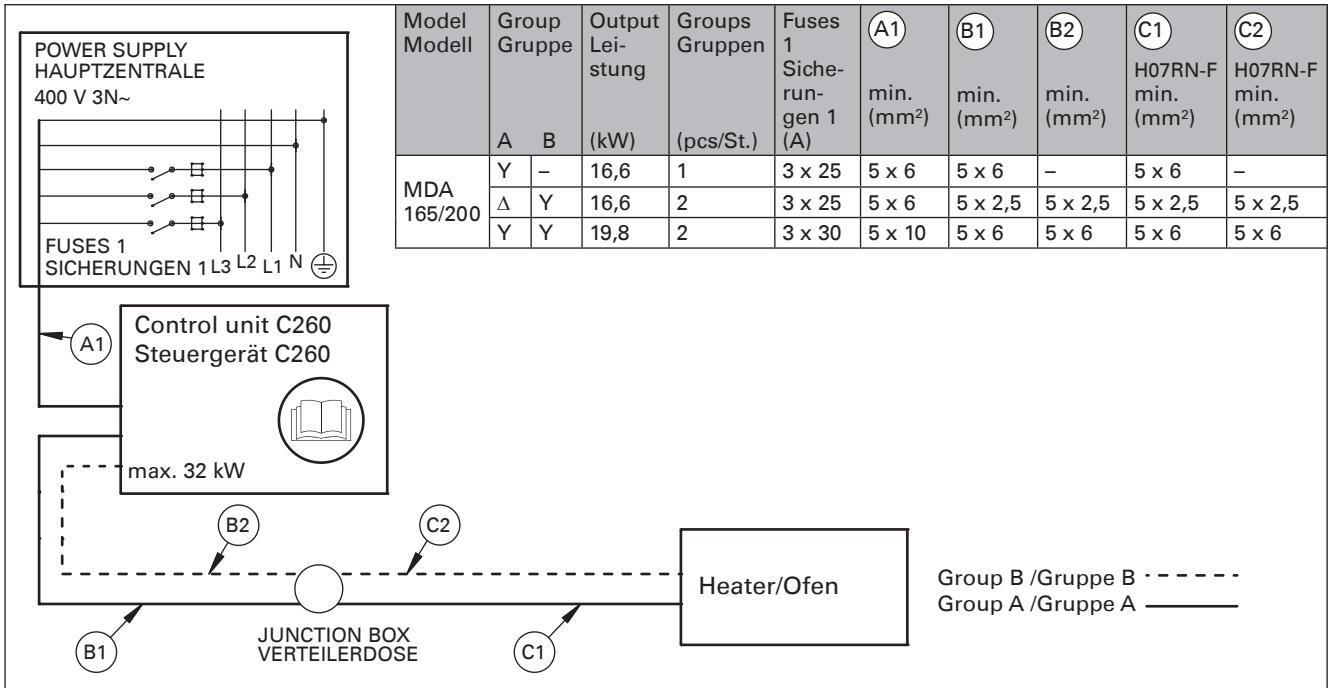 POWER SUPPLY
HAUPTZENTRALE
400 V 3N~
FUSES 1
SICHERUNGEN 1 L3 L2 L1 N
Model Modell
Group Gruppe
A B
Output Lei-stung (kW)
Groups Gruppen (pcs/St.)
Fuses 1 Siche-run-gen 1 (A)
A1 min. (mm²)
B1 min. (mm²)
B2 min. (mm²)
C1 H07RN-F min. (mm²)
C2 H07RN-F min. (mm²)
MDA 165/200
Y – 16,6 1 3 x 25 5 x 6 5 x 6 – 5 x 6 –
Δ Y 16,6 2 3 x 25 5 x 6 5 x 2,5 5 x 2,5 5 x 2,5 5 x 2,5
Y Y 19,8 2 3 x 30 5 x 10 5 x 6 5 x 6 5 x 6 5 x 6
A1
Control unit C260
Steuergerät C260
max. 32 kW
B2
C2
Heater/Ofen
Group B /Gruppe B
Group A /Gruppe A
B1
JUNCTION BOX
VERTEILERDOSE
C1